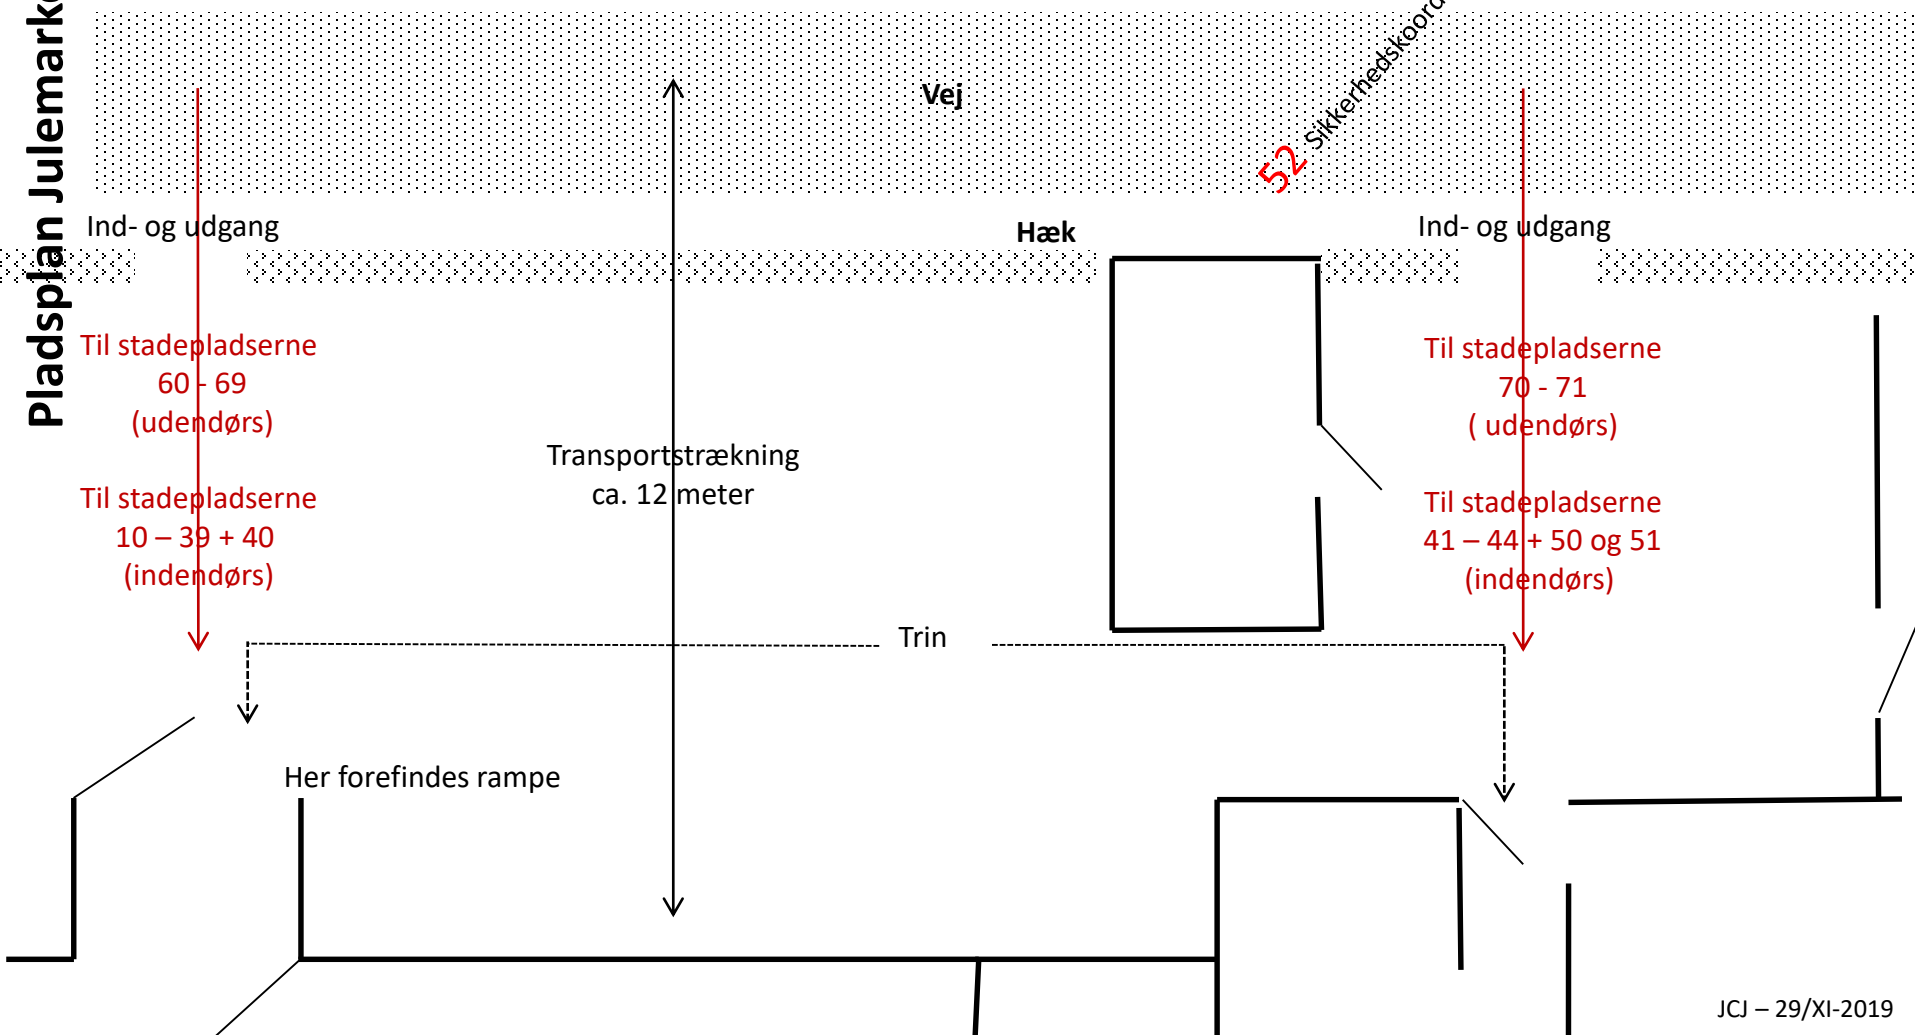 Pladsplan
Vej
52
Ind- og udgang
Hæk
Ind- og udgang
Til stadepladserne
60 - 69
(udendørs)
Til stadepladserne
70 - 71
( udendørs)
Transportstrækning
ca. 12 meter
Til stadepladserne
10 – 39 + 40
(indendørs)
Til stadepladserne
41 – 44 + 50 og 51
(indendørs)
Trin
Her forefindes rampe
JCJ – 29/XI-2019